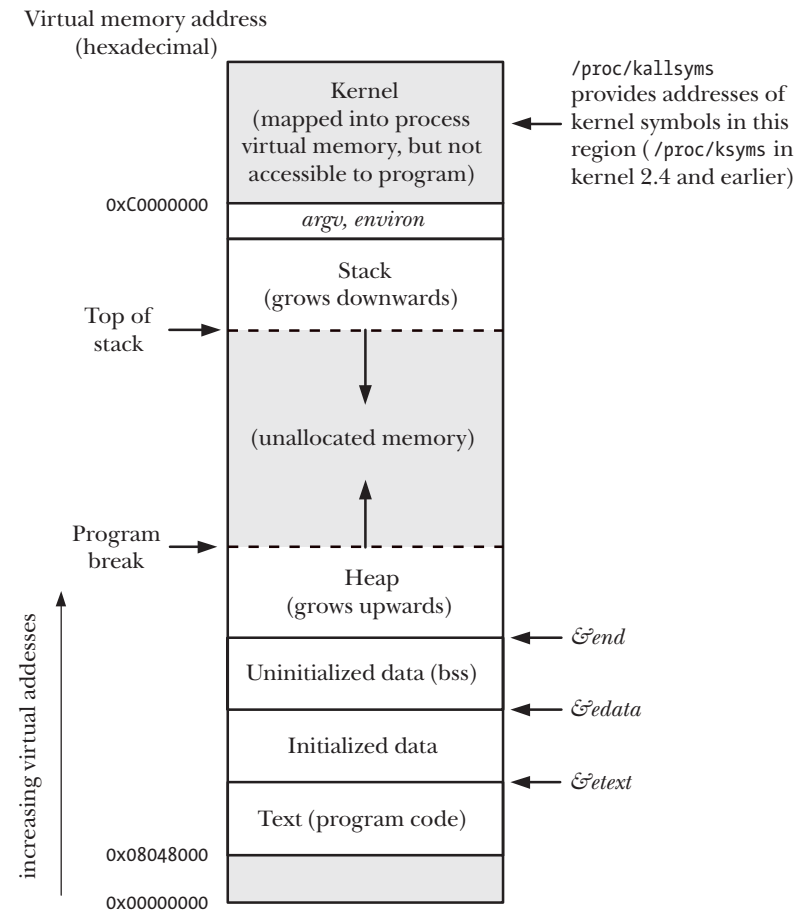 Virtual memory address
(hexadecimal)
/proc/kallsyms
provides addresses of
kernel symbols in this
region ( /proc/ksyms in
kernel 2.4 and earlier)
Kernel
(mapped into process
virtual memory, but not
accessible to program)
0xC0000000
argv, environ
Stack
(grows downwards)
Top of
stack
(unallocated memory)
Program
break
Heap
(grows upwards)
&end
Uninitialized data (bss)
&edata
Initialized data
&etext
Text (program code)
0x08048000
0x00000000
increasing virtual addesses